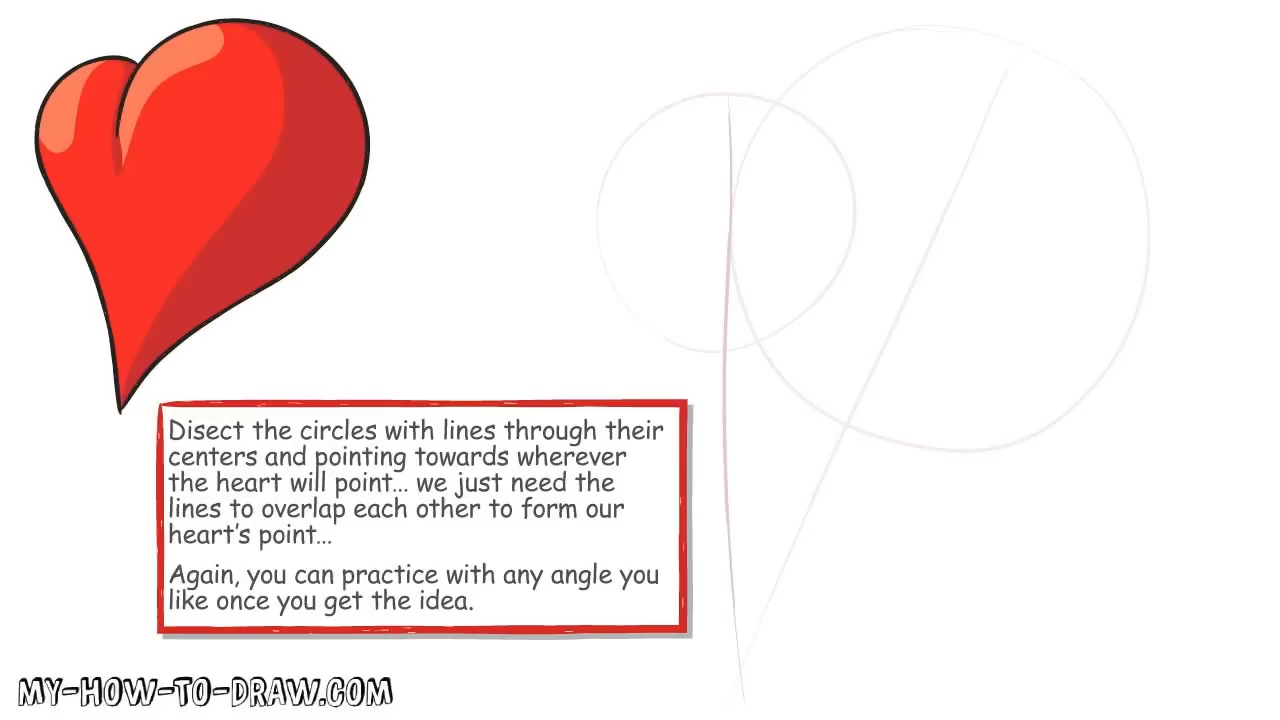 Disect the circles with lines through their
centers and pointing towards wherever
the heart will point... we just need the
lines to overlap each other to form our
heart's point...
Again, you can practice with any angle you
like once you get the idea.
MY-HOW-TO-DRAW.COM